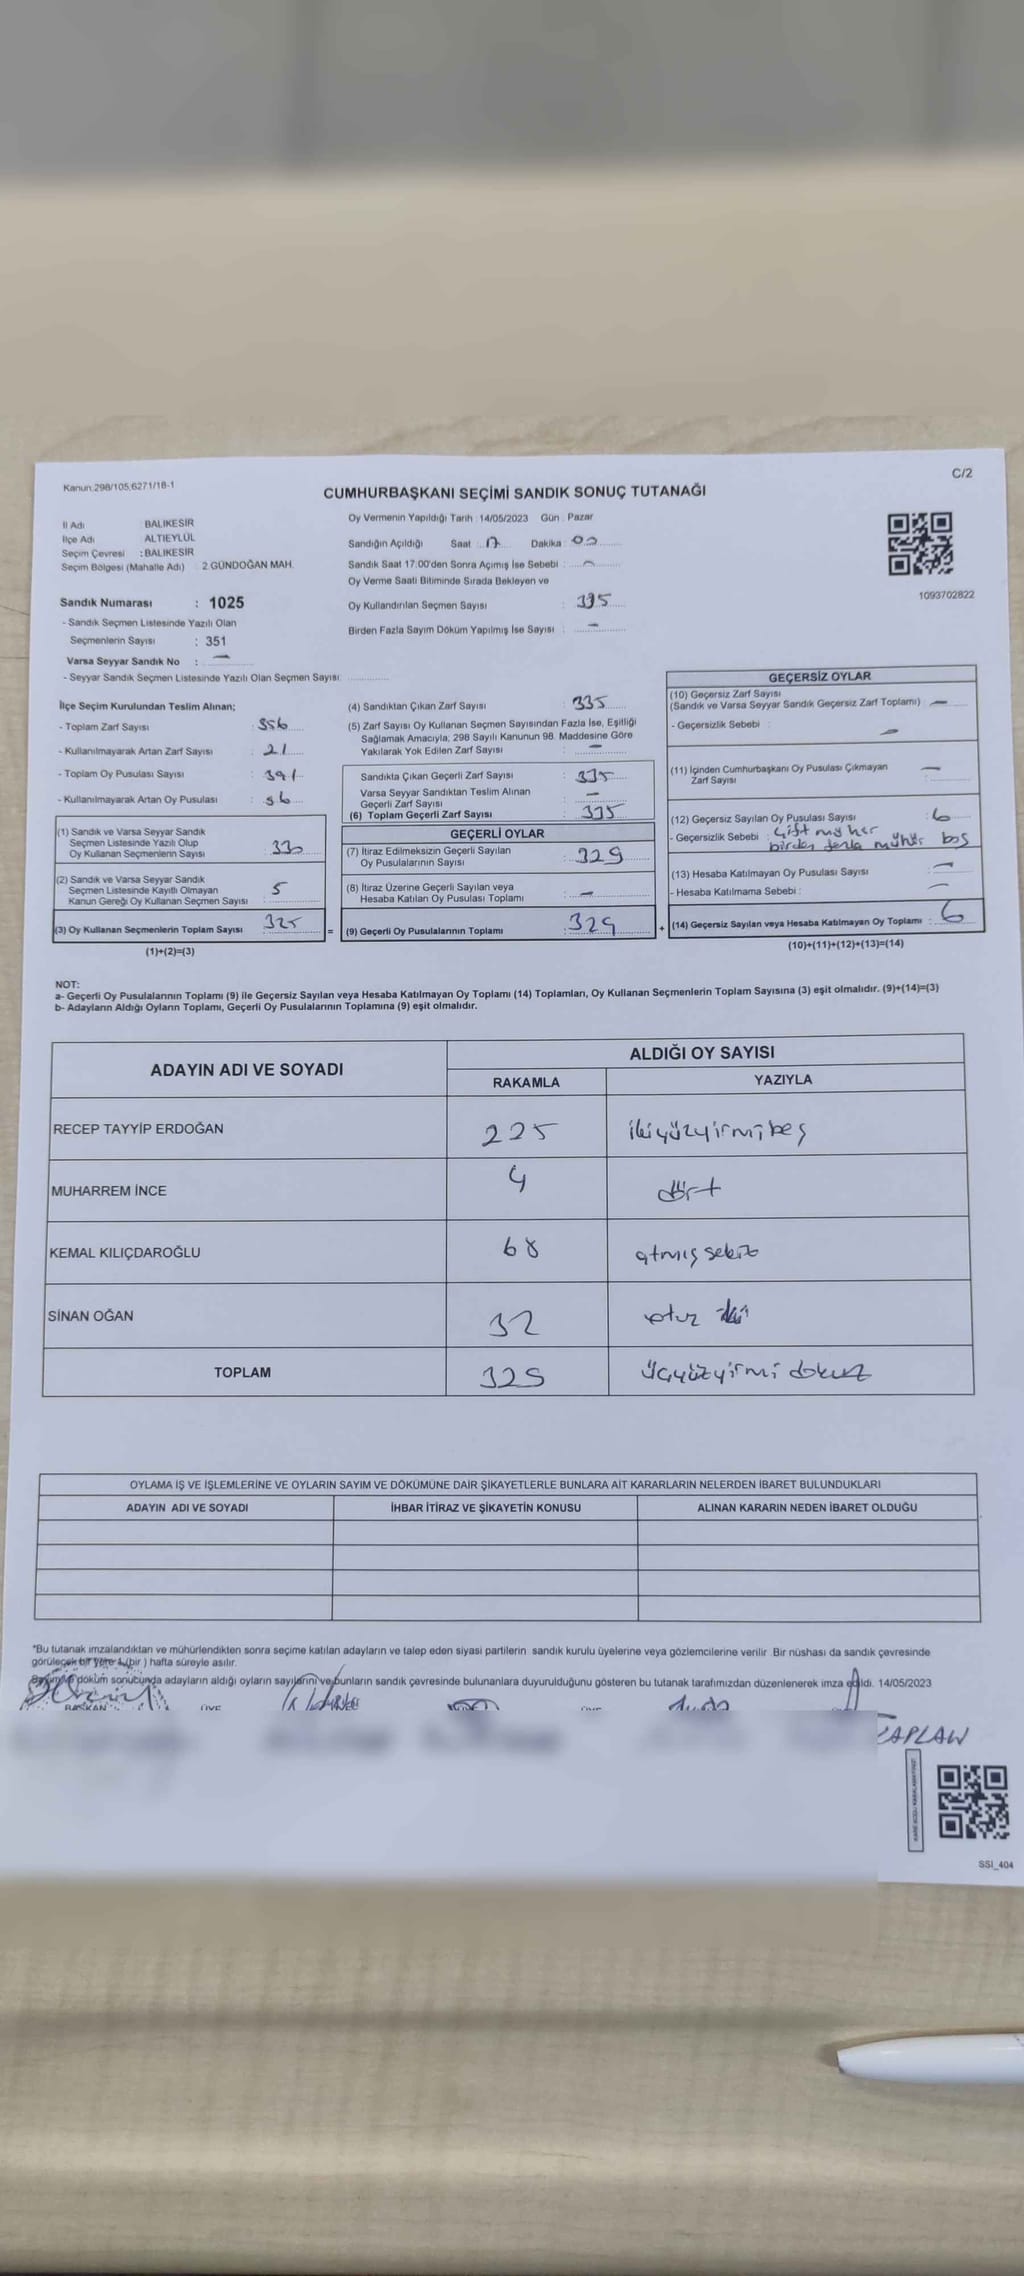 Kanun:298/105,6271/18-1
C/2
CUMHURBAŞKANI SEÇİMİ SANDIK SONUÇ TUTANAĞI
İl Adı BALIKESİR
İlçe Adı ALTIEYLÜL
Seçim Çevresi : BALIKESİR
Seçim Bölgesi (Mahalle Adı) 2 GÜNDOĞAN MAH.
Sandık Numarası : 1025
- Sandık Seçmen Listesinde Yazılı Olan
Seçmenlerin Sayısı : 351
Varsa Seyyar Sandık No : —
- Seyyar Sandık Seçmen Listesinde Yazılı Olan Seçmen Sayısı:
Oy Vermenin Yapıldığı Tarih : 14/05/2023 Gün : Pazar
Sandığın Açıldığı Saat : 17 Dakika : 00
Sandık Saat 17:00'den Sonra Açımış İse Sebebi : —
Oy Verme Saati Bitiminde Sırada Bekleyen ve
Oy Kullandırılan Seçmen Sayısı : 335
Birden Fazla Sayım Döküm Yapılmış İse Sayısı : —
1093702822
İlçe Seçim Kurulundan Teslim Alınan;
- Toplam Zarf Sayısı : 356
- Kullanılmayarak Artan Zarf Sayısı : 21
- Toplam Oy Pusulası Sayısı : 391
- Kullanılmayarak Artan Oy Pusulası : 56
(1) Sandık ve Varsa Seyyar Sandık
Seçmen Listesinde Yazılı Olup
Oy Kullanan Seçmenlerin Sayısı : 330
(2) Sandık ve Varsa Seyyar Sandık
Seçmen Listesinde Kayıtlı Olmayan
Kanun Gereği Oy Kullanan Seçmen Sayısı : 5
(3) Oy Kullanan Seçmenlerin Toplam Sayısı : 335 =
(1)+(2)=(3)
(4) Sandıktan Çıkan Zarf Sayısı : 335
(5) Zarf Sayısı Oy Kullanan Seçmen Sayısından Fazla İse, Eşitliği
Sağlamak Amacıyla, 298 Sayılı Kanunun 98. Maddesine Göre
Yakılarak Yok Edilen Zarf Sayısı : —
Sandıkta Çıkan Geçerli Zarf Sayısı : 335
Varsa Seyyar Sandıktan Teslim Alınan
Geçerli Zarf Sayısı : —
(6) Toplam Geçerli Zarf Sayısı : 335
GEÇERLİ OYLAR
(7) İtiraz Edilmeksizin Geçerli Sayılan
Oy Pusulalarının Sayısı : 329
(8) İtiraz Üzerine Geçerli Sayılan veya
Hesaba Katılan Oy Pusulası Toplamı : —
(9) Geçerli Oy Pusulalarının Toplamı : 329 +
GEÇERSİZ OYLAR
(10) Geçersiz Zarf Sayısı
(Sandık ve Varsa Seyyar Sandık Geçersiz Zarf Toplamı) : —
- Geçersizlik Sebebi : —
(11) İçinden Cumhurbaşkanı Oy Pusulası Çıkmayan
Zarf Sayısı : —
(12) Geçersiz Sayılan Oy Pusulası Sayısı : 6
- Geçersizlik Sebebi : Çift mühür
birden fazla mühür boş
(13) Hesaba Katılmayan Oy Pusulası Sayısı : —
- Hesaba Katılmama Sebebi : —
(14) Geçersiz Sayılan veya Hesaba Katılmayan Oy Toplamı : 6
(10)+(11)+(12)+(13)=(14)
NOT:
a- Geçerli Oy Pusulalarının Toplamı (9) ile Geçersiz Sayılan veya Hesaba Katılmayan Oy Toplamı (14) Toplamları, Oy Kullanan Seçmenlerin Toplam Sayısına (3) eşit olmalıdır. (9)+(14)=(3)
b- Adayların Aldığı Oyların Toplamı, Geçerli Oy Pusulalarının Toplamına (9) eşit olmalıdır.
ADAYIN ADI VE SOYADI ALDIĞI OY SAYISI
RAKAMLA YAZIYLA
RECEP TAYYİP ERDOĞAN 225 ikiyüzyirmibeş
MUHARREM İNCE 4 dört
KEMAL KILIÇDAROĞLU 68 atmış sekiz
SİNAN OĞAN 32 otuz iki
TOPLAM 329 üçyüzyirmi dokuz
OYLAMA İŞ VE İŞLEMLERİNE VE OYLARIN SAYIM VE DÖKÜMÜNE DAİR ŞİKAYETLERLE BUNLARA AİT KARARLARIN NELERDEN İBARET BULUNDUKLARI
ADAYIN ADI VE SOYADI İHBAR İTİRAZ VE ŞİKAYETİN KONUSU ALINAN KARARIN NEDEN İBARET OLDUĞU
*Bu tutanak imzalandıktan ve mühürlendikten sonra seçime katılan adayların ve talep eden siyasi partilerin sandık kurulu üyelerine veya gözlemcilerine verilir. Bir nüshası da sandık çevresinde
görülecek bir yere 1 (bir ) hafta süreyle asılır.
döküm sonucunda adayların aldığı oyların sayılarını ve bunların sandık çevresinde bulunanlara duyurulduğunu gösteren bu tutanak tarafımızdan düzenlenerek imza edildi. 14/05/2023
BAŞKAN ÜYE ÜYE
KAPLAN
SSI_404